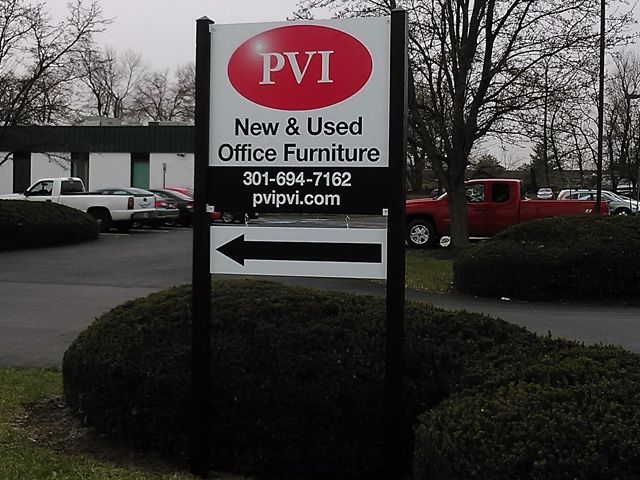 PVI
New & Used
Office Furniture
301-694-7162
pvipvi.com